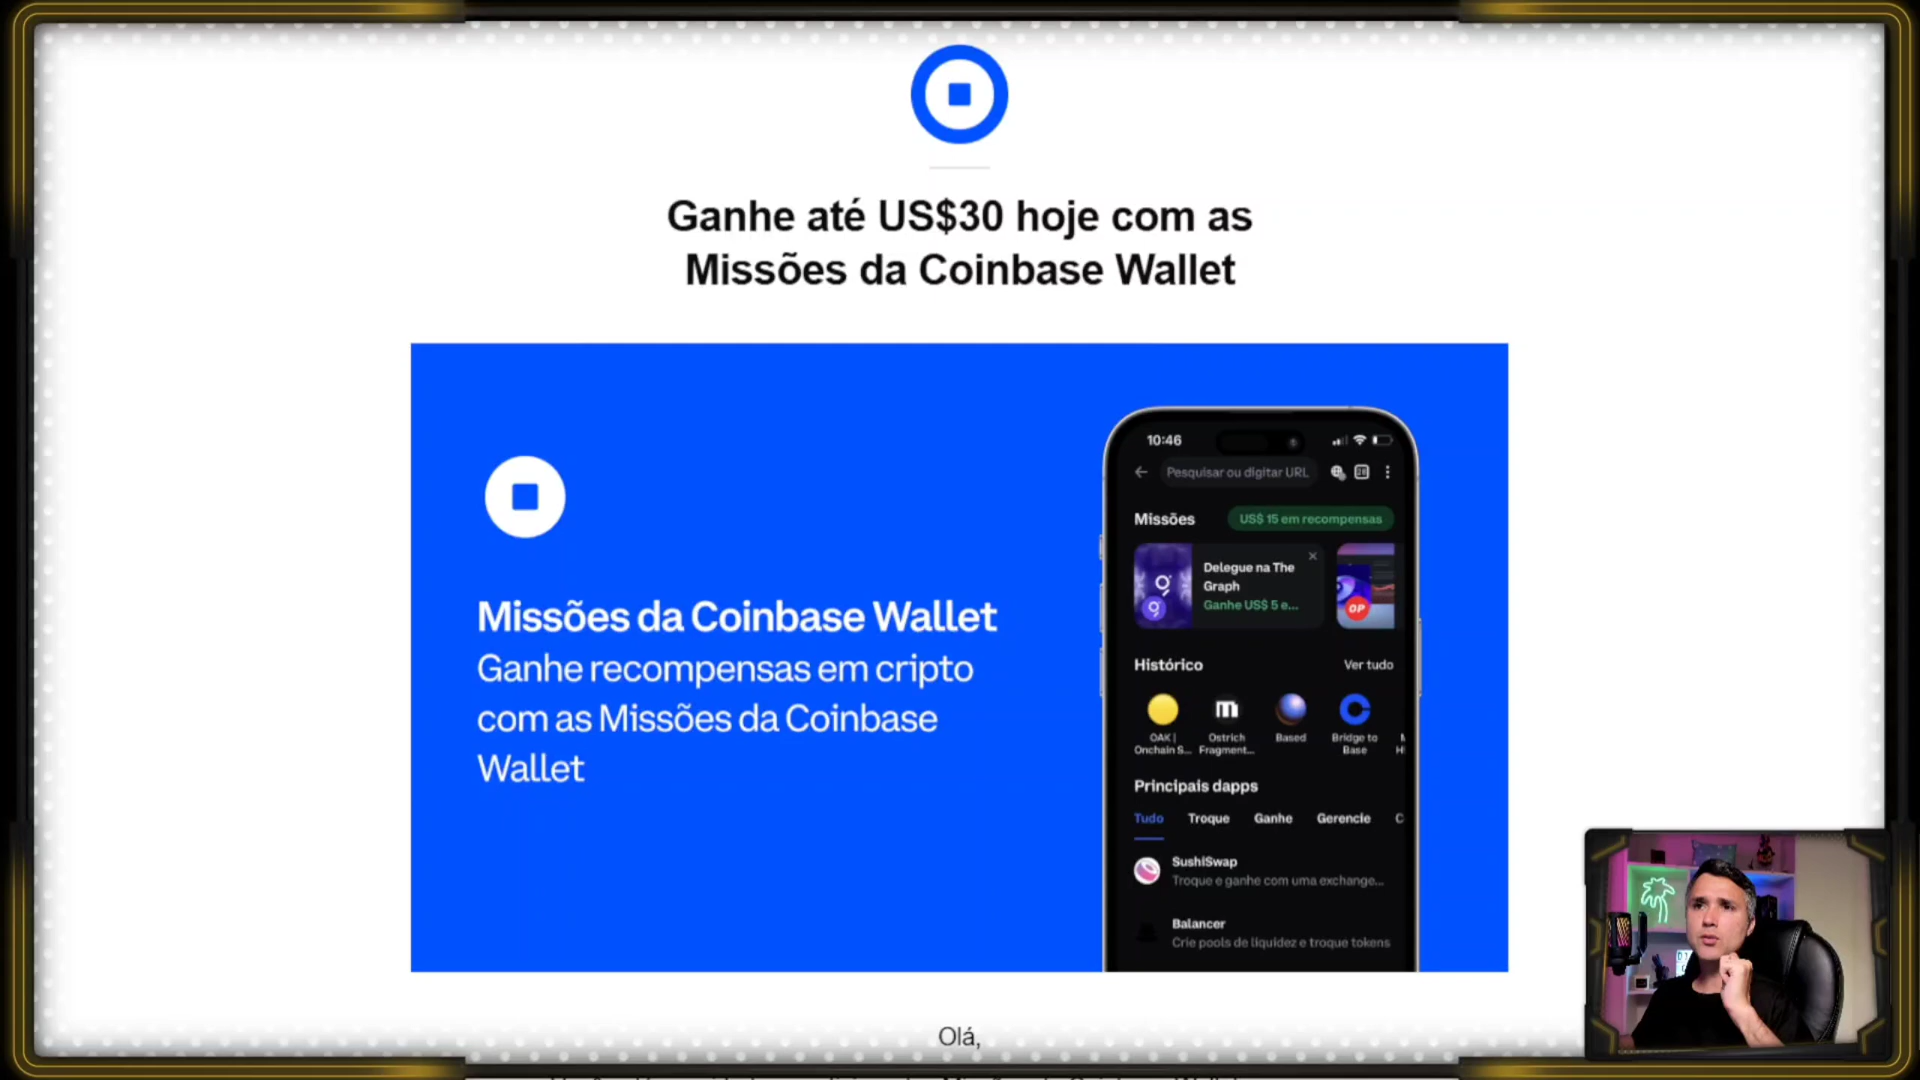 Ganhe até US$30 hoje com as
Missões da Coinbase Wallet
Missões da Coinbase Wallet
Ganhe recompensas em cripto
com as Missões da Coinbase
Wallet
10:46
Pesquisar ou digitar URL
Missões
US$ 15 em recompensas
Delegue na The
Graph
Ganhe US$ 5 e...
OP
Histórico
Ver tudo
OAK |
Onchain S...
Ostrich
Fragment...
Based
Bridge to
Base
Principais dapps
Tudo
Troque
Ganhe
Gerencie
C
SushiSwap
Troque e ganhe com uma exchange...
Balancer
Crie pools de liquidez e troque tokens
Olá,